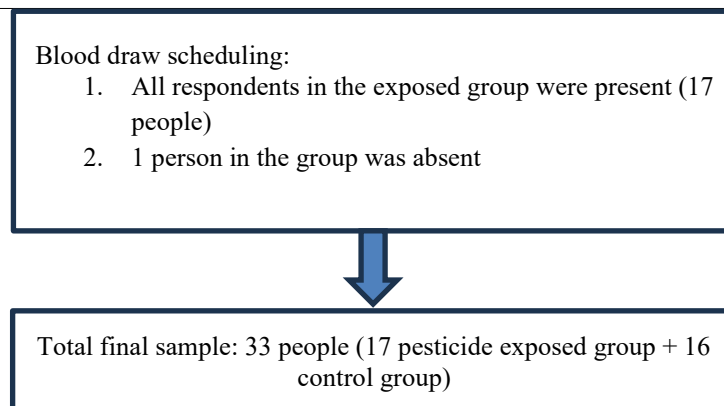 Blood draw scheduling:
1. All respondents in the exposed group were present (17
people)
2. 1 person in the group was absent
Total final sample: 33 people (17 pesticide exposed group + 16
control group)